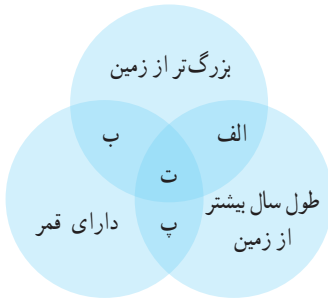 بزرگ‌تر از زمین
الف
ب
ت
طول سال بیشتر
از زمین
پ
دارای قمر